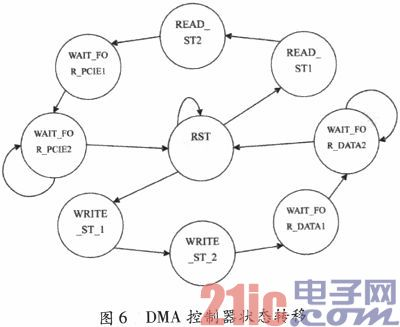 READ_
ST2
READ_
ST1
WAIT_FO
R_PCIE1
WAIT_FO
R_PCIE2
RST
WAIT_FO
R_DATA2
WRITE
_ST_1
WRITE
_ST_2
WAIT_FO
R_DATA1
21ic电子网
.com
图6 DMA控制器状态转移